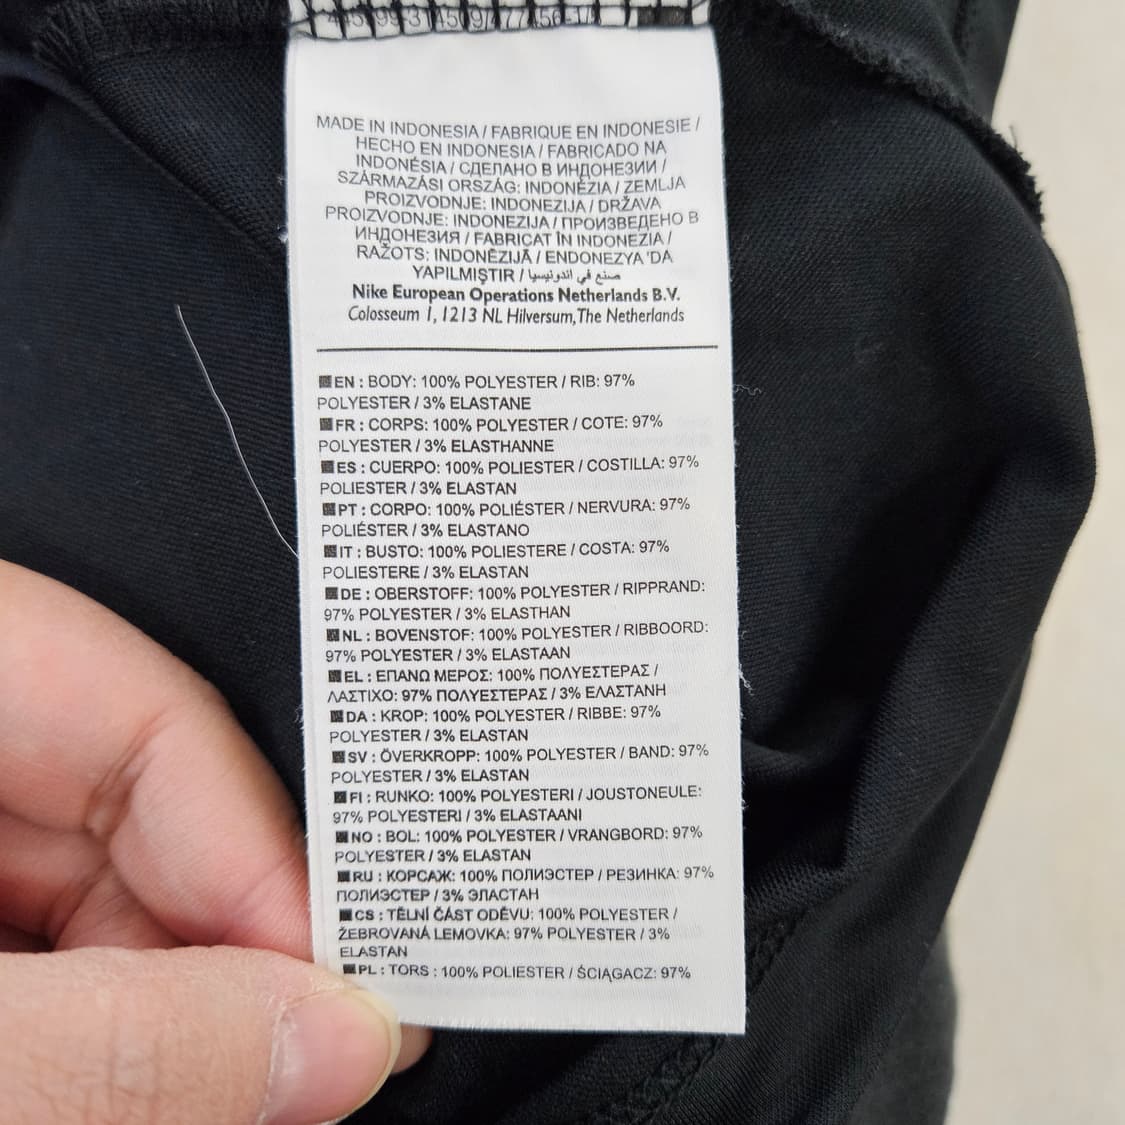 MADE IN INDONESIA / FABRIQUE EN INDONESIE /
HECHO EN INDONESIA / FABRICADO NA
INDONÉSIA / СДЕЛАНО В ИНДОНЕЗИИ /
SZÁRMAZÁSI ORSZÁG: INDONÉZIA / ZEMLJA
PROIZVODNJE: INDONEZIJA / DRŽAVA
PROIZVODNJE: INDONEZIJA / ПРОИЗВЕДЕНО В
ИНДОНЕЗИЯ / FABRICAT ÎN INDONEZIA /
RAŽOTS: INDONĒZIJĀ / ENDONEZYA 'DA
YAPILMIŞTIR / صنع في اندونيسيا
Nike European Operations Netherlands B.V.
Colosseum 1, 1213 NL Hilversum, The Netherlands
EN : BODY: 100% POLYESTER / RIB: 97%
POLYESTER / 3% ELASTANE
FR : CORPS: 100% POLYESTER / COTE: 97%
POLYESTER / 3% ELASTHANNE
ES : CUERPO: 100% POLIESTER / COSTILLA: 97%
POLIESTER / 3% ELASTAN
PT : CORPO: 100% POLIÉSTER / NERVURA: 97%
POLIÉSTER / 3% ELASTANO
IT : BUSTO: 100% POLIESTERE / COSTA: 97%
POLIESTERE / 3% ELASTAN
DE : OBERSTOFF: 100% POLYESTER / RIPPRAND:
97% POLYESTER / 3% ELASTHAN
NL : BOVENSTOF: 100% POLYESTER / RIBBOORD:
97% POLYESTER / 3% ELASTAAN
EL : ΕΠΑΝΩ ΜΕΡΟΣ: 100% ΠΟΛΥΕΣΤΕΡΑΣ /
ΛΑΣΤΙΧΟ: 97% ΠΟΛΥΕΣΤΕΡΑΣ / 3% ΕΛΑΣΤΑΝΗ
DA : KROP: 100% POLYESTER / RIBBE: 97%
POLYESTER / 3% ELASTAN
SV : ÖVERKROPP: 100% POLYESTER / BAND: 97%
POLYESTER / 3% ELASTAN
FI : RUNKO: 100% POLYESTERI / JOUSTONEULE:
97% POLYESTERI / 3% ELASTAANI
NO : BOL: 100% POLYESTER / VRANGBORD: 97%
POLYESTER / 3% ELASTAN
RU : КОРСАЖ: 100% ПОЛИЭСТЕР / РЕЗИНКА: 97%
ПОЛИЭСТЕР / 3% ЭЛАСТАН
CS : TĚLNÍ ČÁST ODĚVU: 100% POLYESTER /
ŽEBROVANÁ LEMOVKA: 97% POLYESTER / 3%
ELASTAN
PL : TORS : 100% POLIESTER / ŚCIĄGACZ: 97%